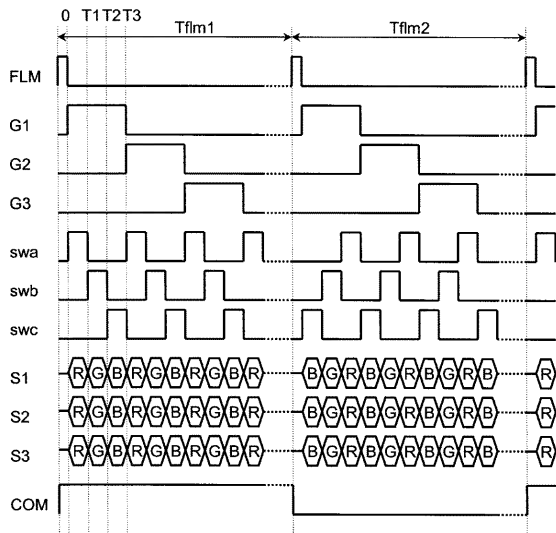 0 T1 T2 T3 Tflm1 Tflm2
FLM
G1
G2
G3
swa
swb
swc
S1 R G B R G B R G B R B G R B G R B G R B R
S2 R G B R G B R G B R B G R B G R B G R B R
S3 R G B R G B R G B R B G R B G R B G R B R
COM